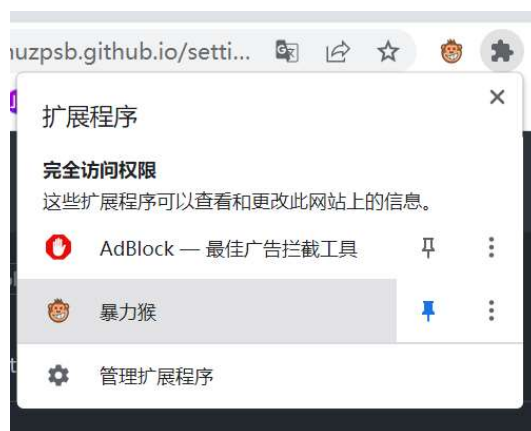 uzpsb.github.io/setti...
扩展程序
完全访问权限
这些扩展程序可以查看和更改此网站上的信息。
AdBlock — 最佳广告拦截工具
暴力猴
管理扩展程序